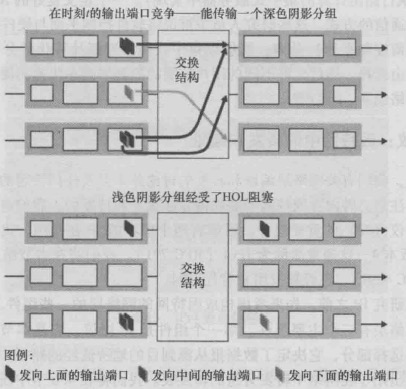 在时刻t的输出端口竞争——能传输一个深色阴影分组
交换
结构
浅色阴影分组经受了HOL阻塞
交换
结构
图例：
发向上面的输出端口 发向中间的输出端口 发向下面的输出端口